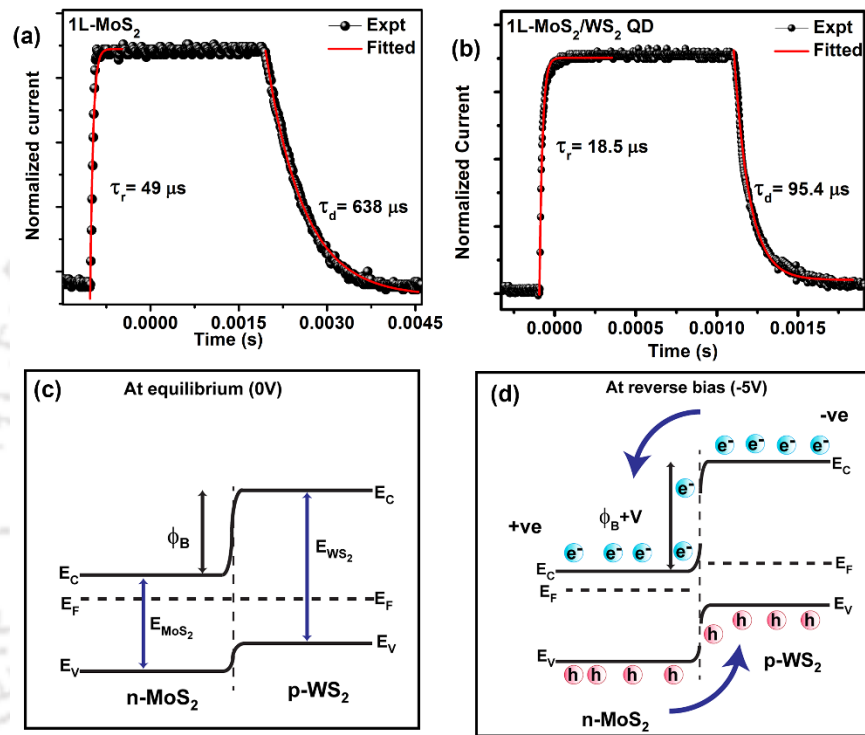 (a)
1L-MoS₂
Expt
Fitted
Normalized current
τr= 49 μs
τd= 638 μs
0.0000 0.0015 0.0030 0.0045
Time (s)
(b)
1L-MoS₂/WS₂ QD
Expt
Fitted
Normalized Current
τr= 18.5 μs
τd= 95.4 μs
0.0000 0.0005 0.0010 0.0015
Time (s)
(c)
At equilibrium (0V)
EC
ϕB
EWS₂
EC
EF
EF
EMoS₂
EV
EV
n-MoS₂ p-WS₂
(d)
At reverse bias (-5V)
-ve
e- e- e- e-
EC
e-
ϕB+V
+ve
e- e- e- e-
EC
EF
EF
EV
h h h h
EV
h h h h
p-WS₂
n-MoS₂